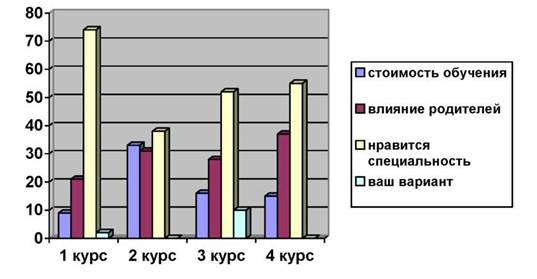 80
70
60
50
40
30
20
10
0
1 курс 2 курс 3 курс 4 курс
стоимость обучения
влияние родителей
нравится
специальность
ваш вариант